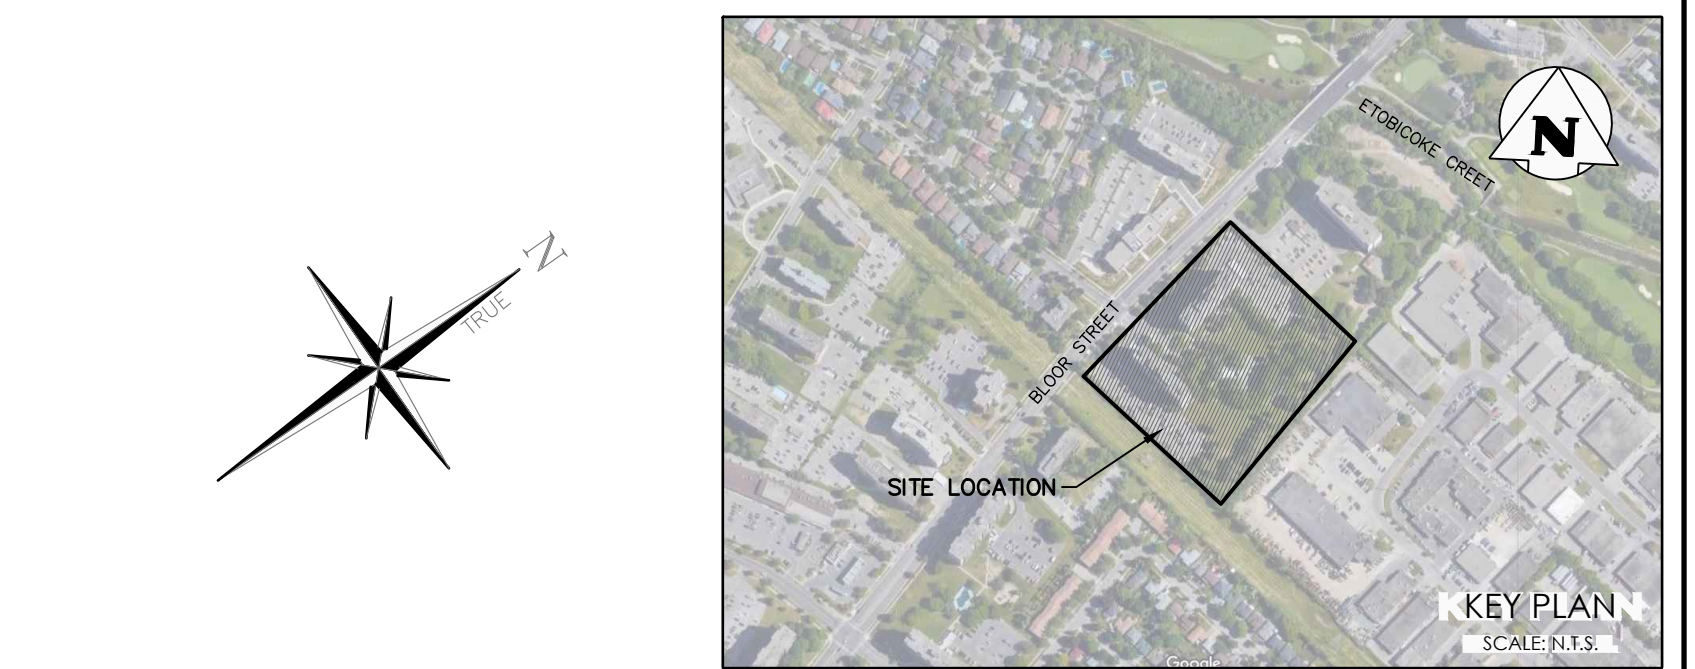 N
TRUE
ETOBICOKE CREET
N
BLOOR STREET
SITE LOCATION
KEY PLAN
SCALE: N.T.S.
Google